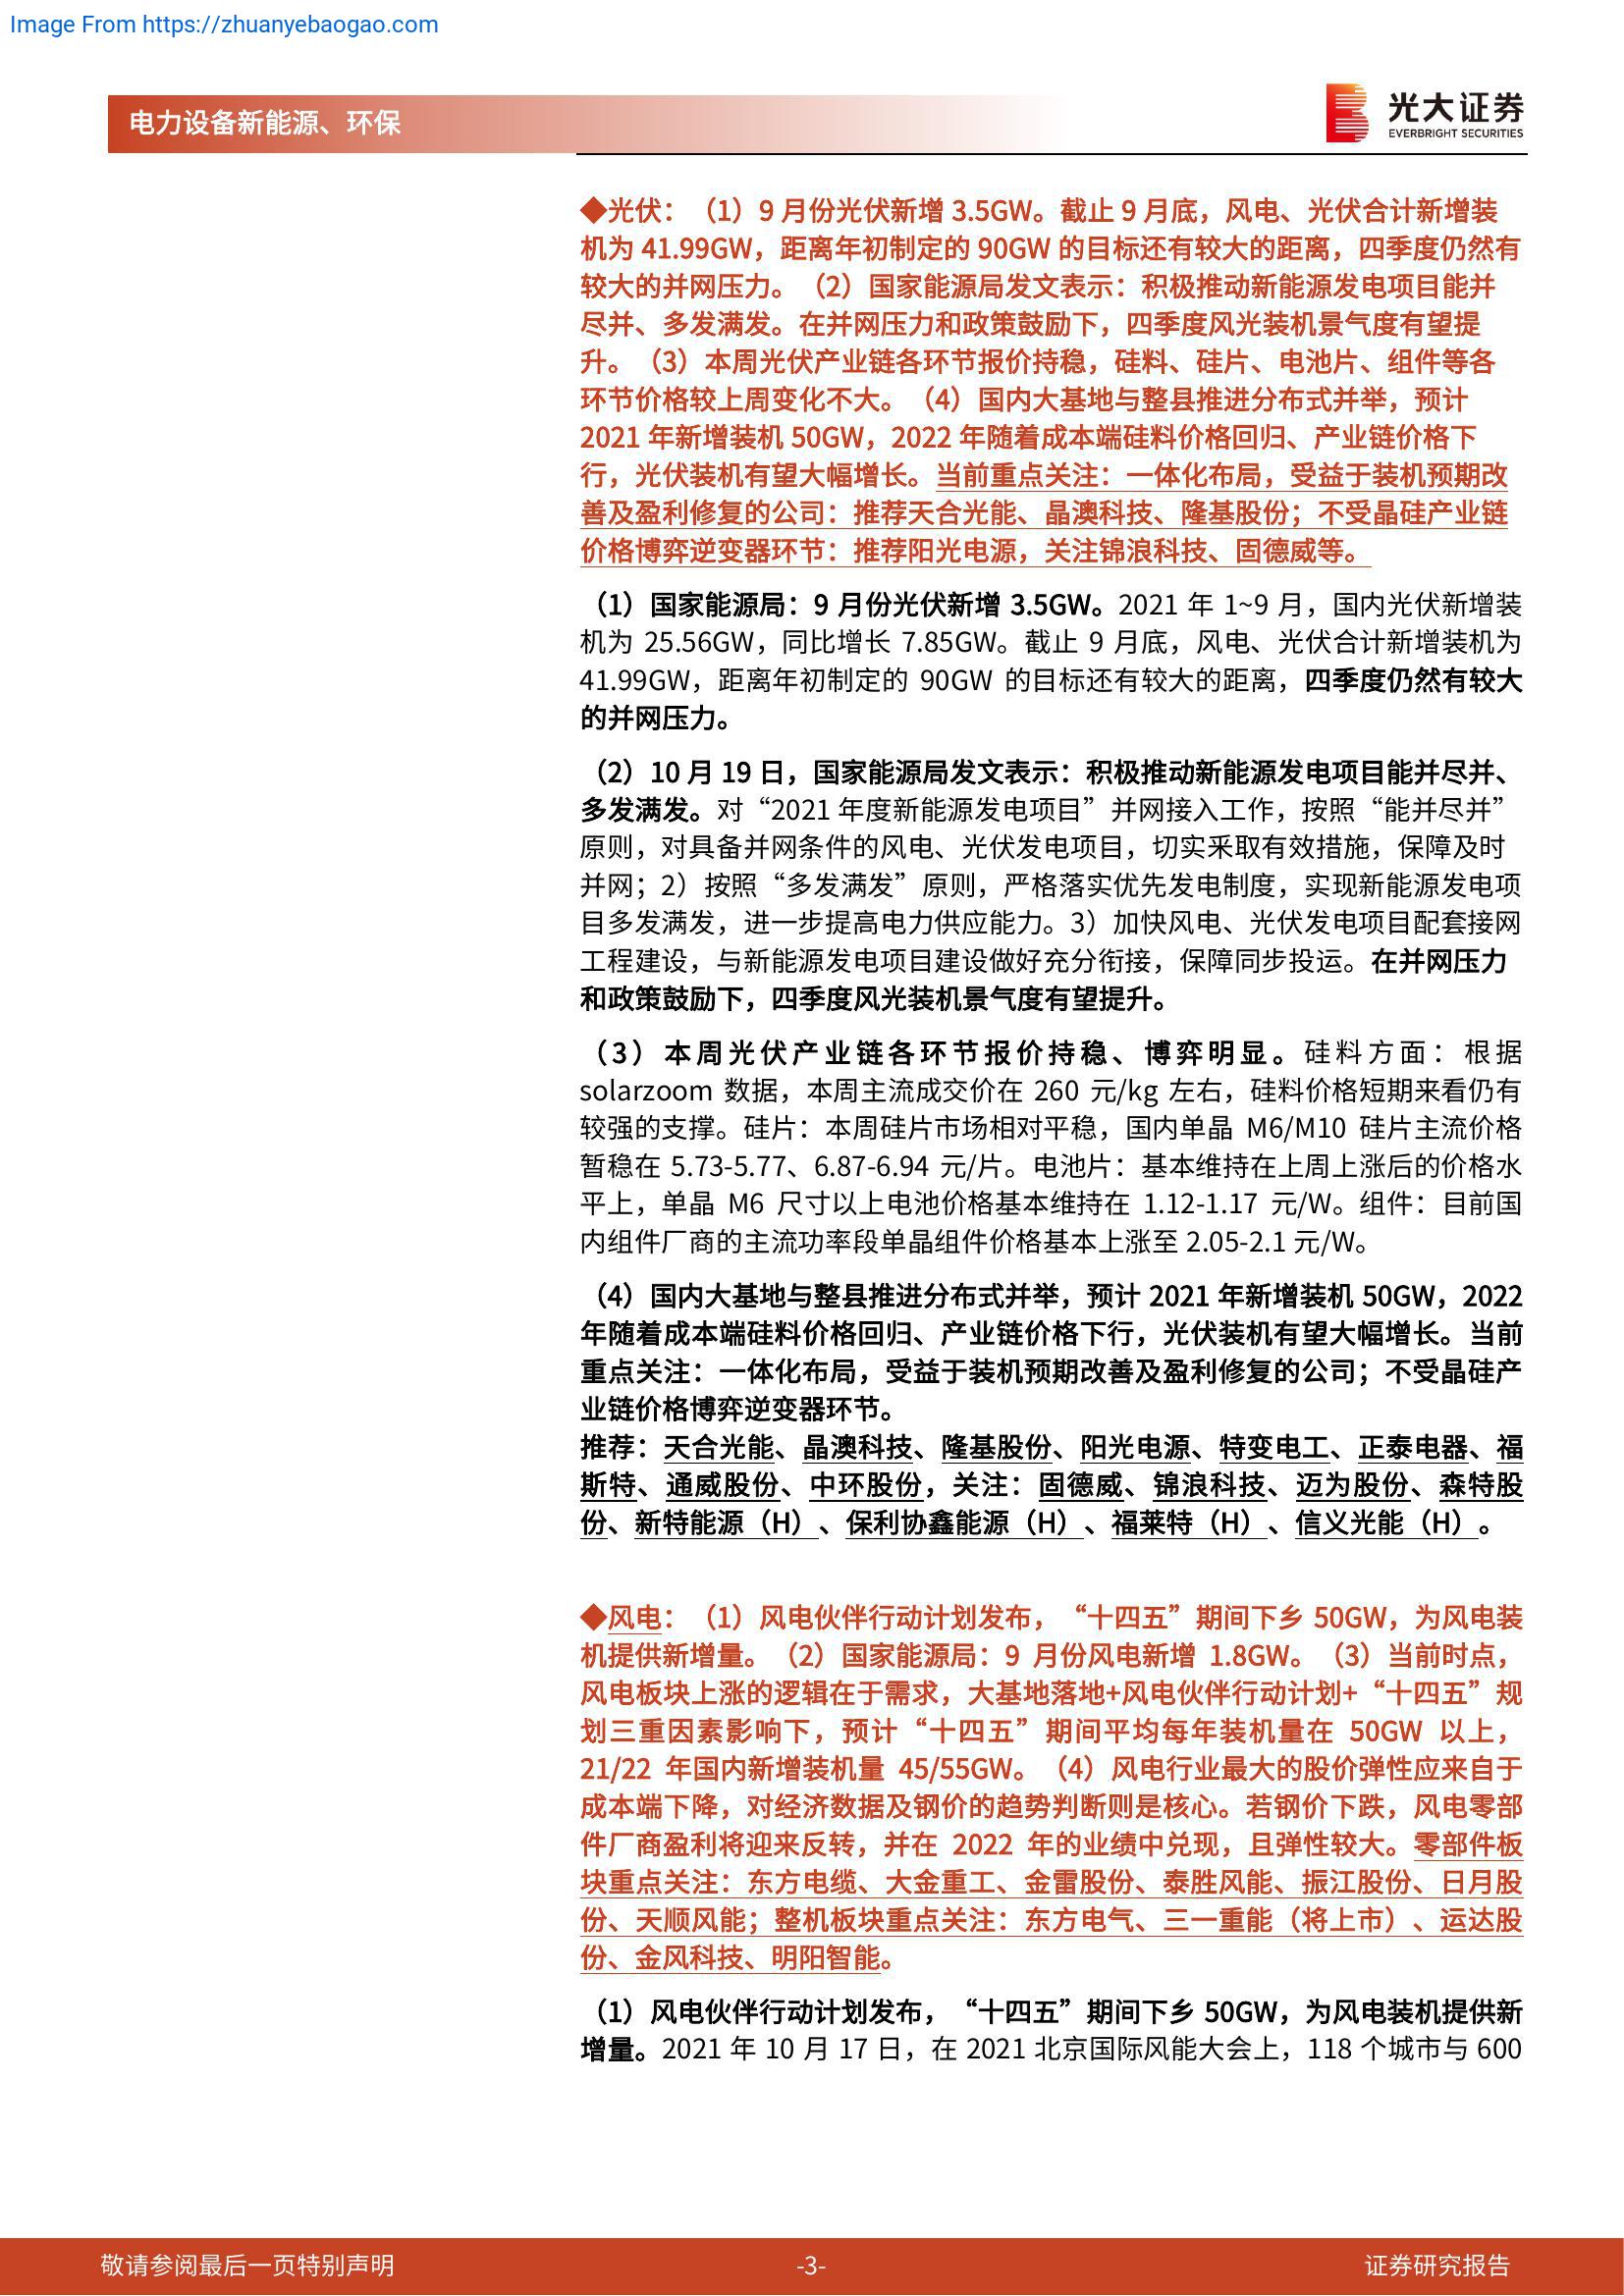 Image From https://zhuanyebaogao.com
电力设备新能源、环保
光大证券
EVERBRIGHT SECURITIES
◆光伏：（1）9 月份光伏新增 3.5GW。截止 9 月底，风电、光伏合计新增装
机为 41.99GW，距离年初制定的 90GW 的目标还有较大的距离，四季度仍然有
较大的并网压力。（2）国家能源局发文表示：积极推动新能源发电项目能并
尽并、多发满发。在并网压力和政策鼓励下，四季度风光装机景气度有望提
升。（3）本周光伏产业链各环节报价持稳，硅料、硅片、电池片、组件等各
环节价格较上周变化不大。（4）国内大基地与整县推进分布式并举，预计
2021 年新增装机 50GW，2022 年随着成本端硅料价格回归、产业链价格下
行，光伏装机有望大幅增长。当前重点关注：一体化布局，受益于装机预期改
善及盈利修复的公司：推荐天合光能、晶澳科技、隆基股份；不受晶硅产业链
价格博弈逆变器环节：推荐阳光电源，关注锦浪科技、固德威等。
（1）国家能源局：9 月份光伏新增 3.5GW。2021 年 1~9 月，国内光伏新增装
机为 25.56GW，同比增长 7.85GW。截止 9 月底，风电、光伏合计新增装机为
41.99GW，距离年初制定的 90GW 的目标还有较大的距离，四季度仍然有较大
的并网压力。
（2）10 月 19 日，国家能源局发文表示：积极推动新能源发电项目能并尽并、
多发满发。对“2021 年度新能源发电项目”并网接入工作，按照“能并尽并”
原则，对具备并网条件的风电、光伏发电项目，切实采取有效措施，保障及时
并网；2）按照“多发满发”原则，严格落实优先发电制度，实现新能源发电项
目多发满发，进一步提高电力供应能力。3）加快风电、光伏发电项目配套接网
工程建设，与新能源发电项目建设做好充分衔接，保障同步投运。在并网压力
和政策鼓励下，四季度风光装机景气度有望提升。
（3）本周光伏产业链各环节报价持稳、博弈明显。硅料方面：根据
solarzoom 数据，本周主流成交价在 260 元/kg 左右，硅料价格短期来看仍有
较强的支撑。硅片：本周硅片市场相对平稳，国内单晶 M6/M10 硅片主流价格
暂稳在 5.73-5.77、6.87-6.94 元/片。电池片：基本维持在上周上涨后的价格水
平上，单晶 M6 尺寸以上电池价格基本维持在 1.12-1.17 元/W。组件：目前国
内组件厂商的主流功率段单晶组件价格基本上涨至 2.05-2.1 元/W。
（4）国内大基地与整县推进分布式并举，预计 2021 年新增装机 50GW，2022
年随着成本端硅料价格回归、产业链价格下行，光伏装机有望大幅增长。当前
重点关注：一体化布局，受益于装机预期改善及盈利修复的公司；不受晶硅产
业链价格博弈逆变器环节。
推荐：天合光能、晶澳科技、隆基股份、阳光电源、特变电工、正泰电器、福
斯特、通威股份、中环股份，关注：固德威、锦浪科技、迈为股份、森特股
份、新特能源（H）、保利协鑫能源（H）、福莱特（H）、信义光能（H）。
◆风电：（1）风电伙伴行动计划发布，“十四五”期间下乡 50GW，为风电装
机提供新增量。（2）国家能源局：9 月份风电新增 1.8GW。（3）当前时点，
风电板块上涨的逻辑在于需求，大基地落地+风电伙伴行动计划+“十四五”规
划三重因素影响下，预计“十四五”期间平均每年装机量在 50GW 以上，
21/22 年国内新增装机量 45/55GW。（4）风电行业最大的股价弹性应来自于
成本端下降，对经济数据及钢价的趋势判断则是核心。若钢价下跌，风电零部
件厂商盈利将迎来反转，并在 2022 年的业绩中兑现，且弹性较大。零部件板
块重点关注：东方电缆、大金重工、金雷股份、泰胜风能、振江股份、日月股
份、天顺风能；整机板块重点关注：东方电气、三一重能（将上市）、运达股
份、金风科技、明阳智能。
（1）风电伙伴行动计划发布，“十四五”期间下乡 50GW，为风电装机提供新
增量。2021 年 10 月 17 日，在 2021 北京国际风能大会上，118 个城市与 600
敬请参阅最后一页特别声明
-3-
证券研究报告